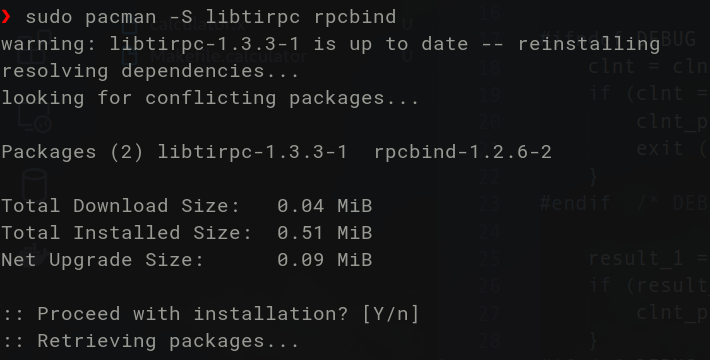 ❯ sudo pacman -S libtirpc rpcbind
warning: libtirpc-1.3.3-1 is up to date -- reinstalling
resolving dependencies...
looking for conflicting packages...
Packages (2) libtirpc-1.3.3-1  rpcbind-1.2.6-2
Total Download Size:   0.04 MiB
Total Installed Size:  0.51 MiB
Net Upgrade Size:      0.09 MiB
:: Proceed with installation? [Y/n]
:: Retrieving packages...